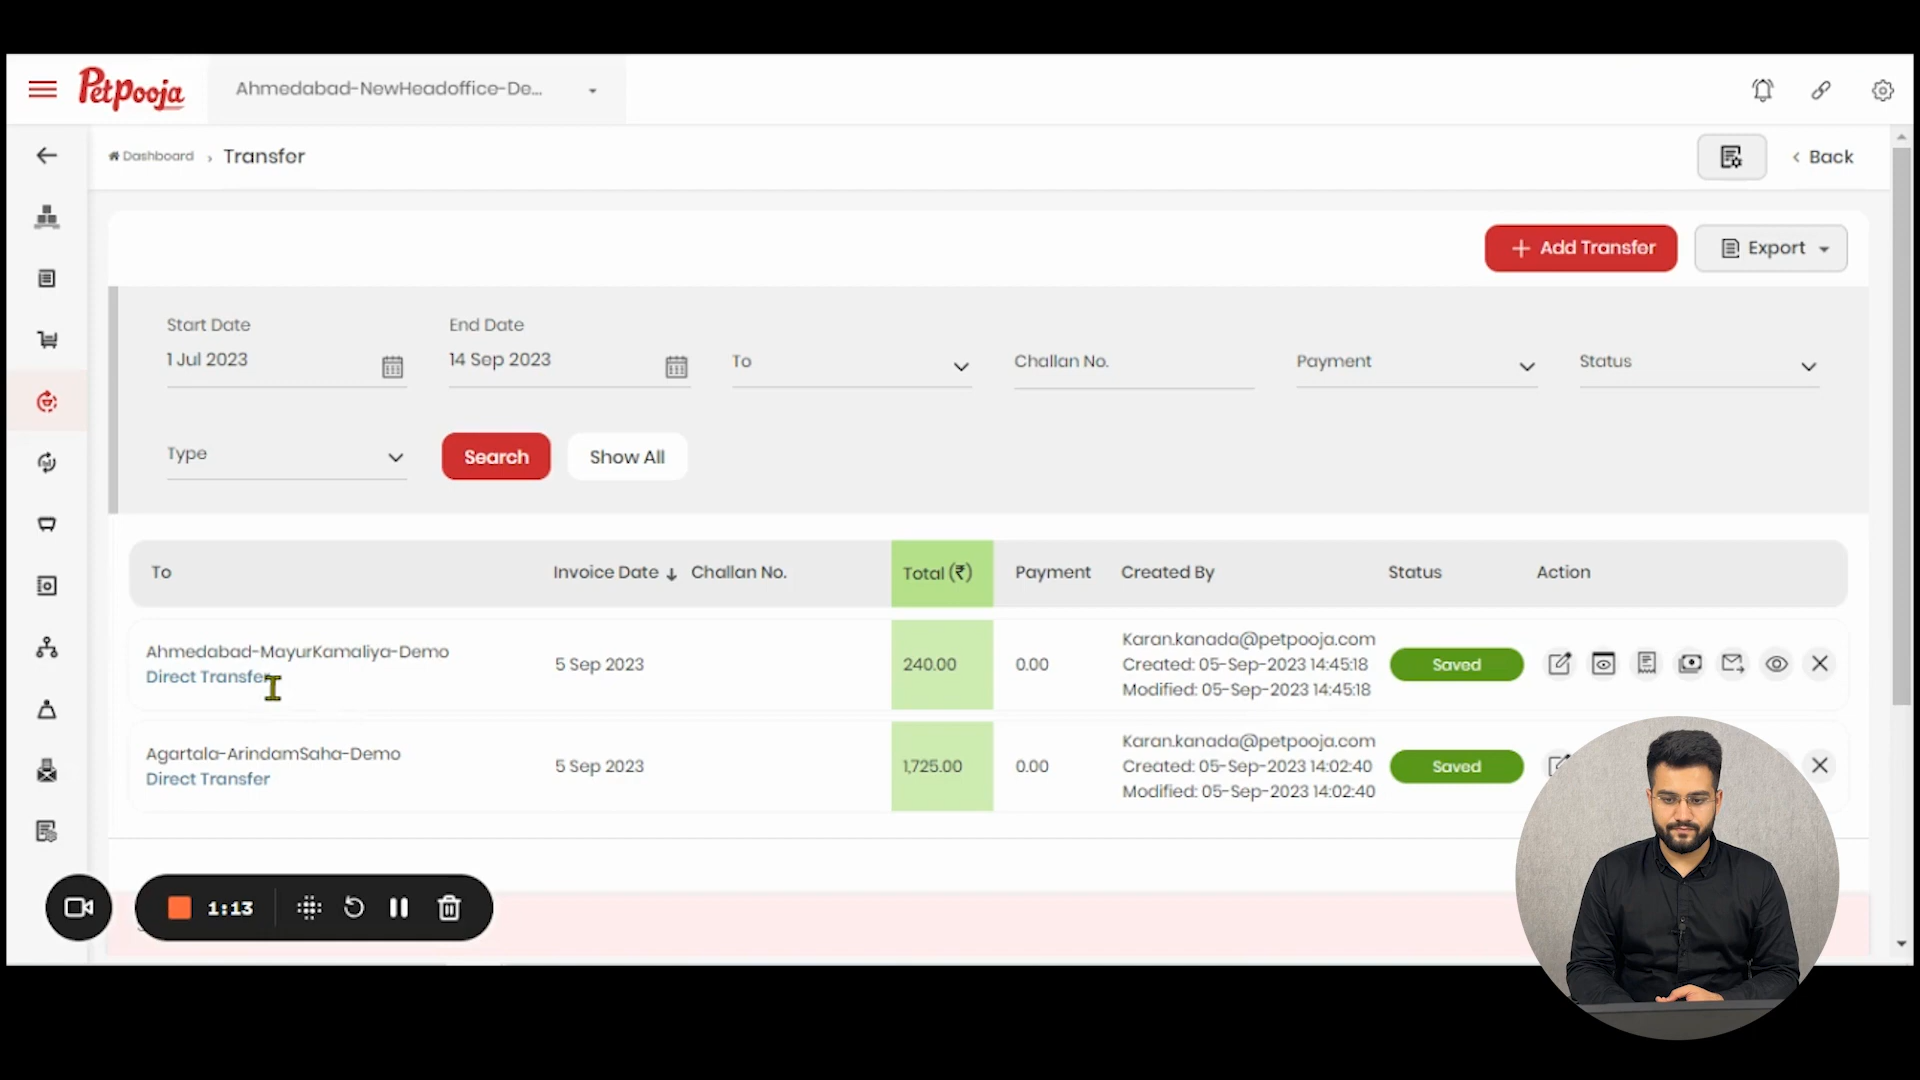 Petpooja
Ahmedabad-NewHeadoffice-De...
Dashboard › Transfer
‹ Back
+ Add Transfer
Export
Start Date
1 Jul 2023
End Date
14 Sep 2023
To
Challan No.
Payment
Status
Type
Search
Show All
To Invoice Date ↓ Challan No. Total (₹) Payment Created By Status Action
Ahmedabad-MayurKamaliya-Demo
Direct Transfer
5 Sep 2023
240.00
0.00
Karan.kanada@petpooja.com
Created: 05-Sep-2023 14:45:18
Modified: 05-Sep-2023 14:45:18
Saved
Agartala-ArindamSaha-Demo
Direct Transfer
5 Sep 2023
1,725.00
0.00
Karan.kanada@petpooja.com
Created: 05-Sep-2023 14:02:40
Modified: 05-Sep-2023 14:02:40
Saved
1:13